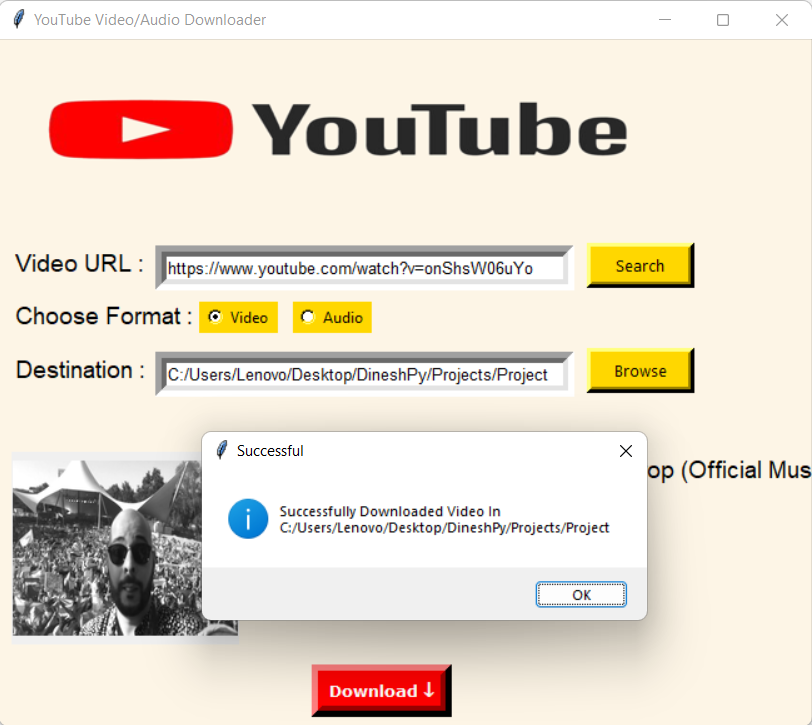 YouTube Video/Audio Downloader
YouTube
Video URL : https://www.youtube.com/watch?v=onShsW06uYo Search
Choose Format : Video Audio
Destination : C:/Users/Lenovo/Desktop/DineshPy/Projects/Project Browse
Successful
op (Official Mus
Successfully Downloaded Video In
C:/Users/Lenovo/Desktop/DineshPy/Projects/Project
OK
Download ↓